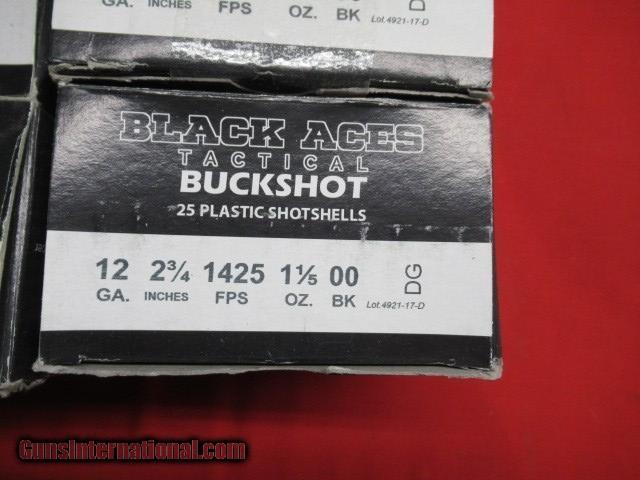 GA. INCHES FPS OZ. BK Lot.4921-17-D
BLACK ACES
TACTICAL
BUCKSHOT
25 PLASTIC SHOTSHELLS
12 2¾ 1425 1⅕ 00 DG
GA. INCHES FPS OZ. BK Lot.4921-17-D
GunsInternational.com